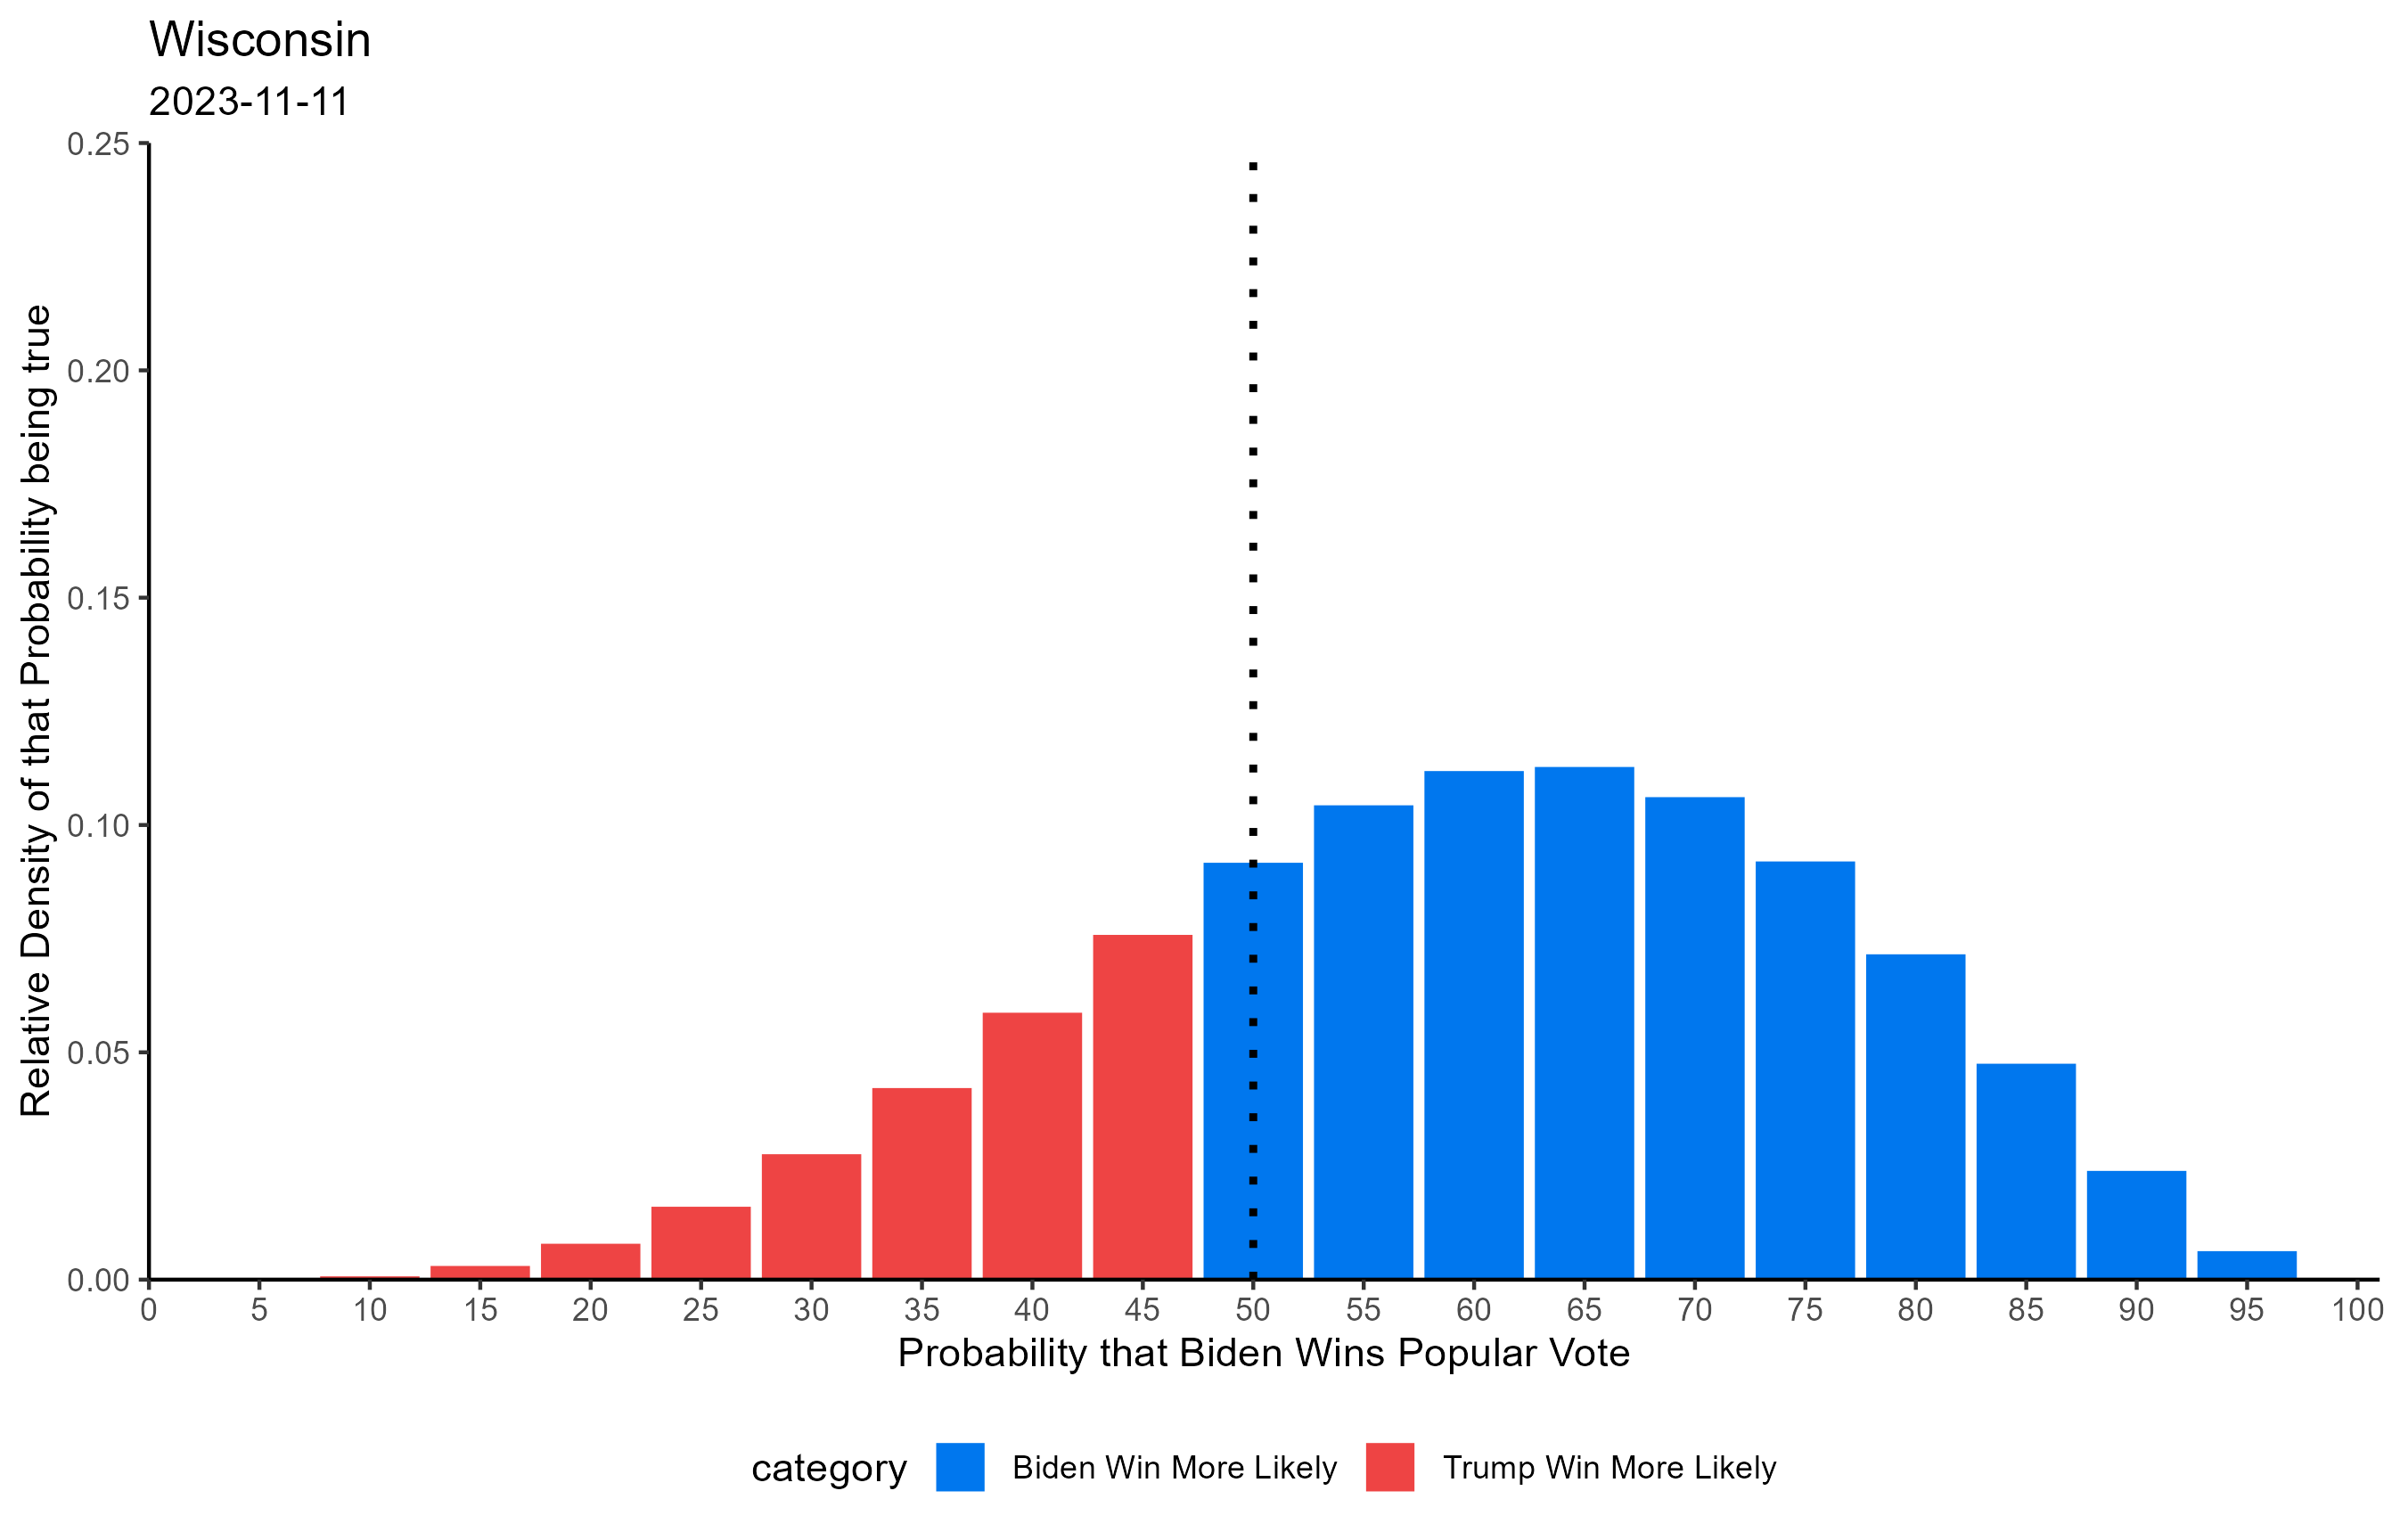 Wisconsin
2023-11-11
Relative Density of that Probability being true
0.25
0.20
0.15
0.10
0.05
0.00
0 5 10 15 20 25 30 35 40 45 50 55 60 65 70 75 80 85 90 95 100
Probability that Biden Wins Popular Vote
category Biden Win More Likely Trump Win More Likely